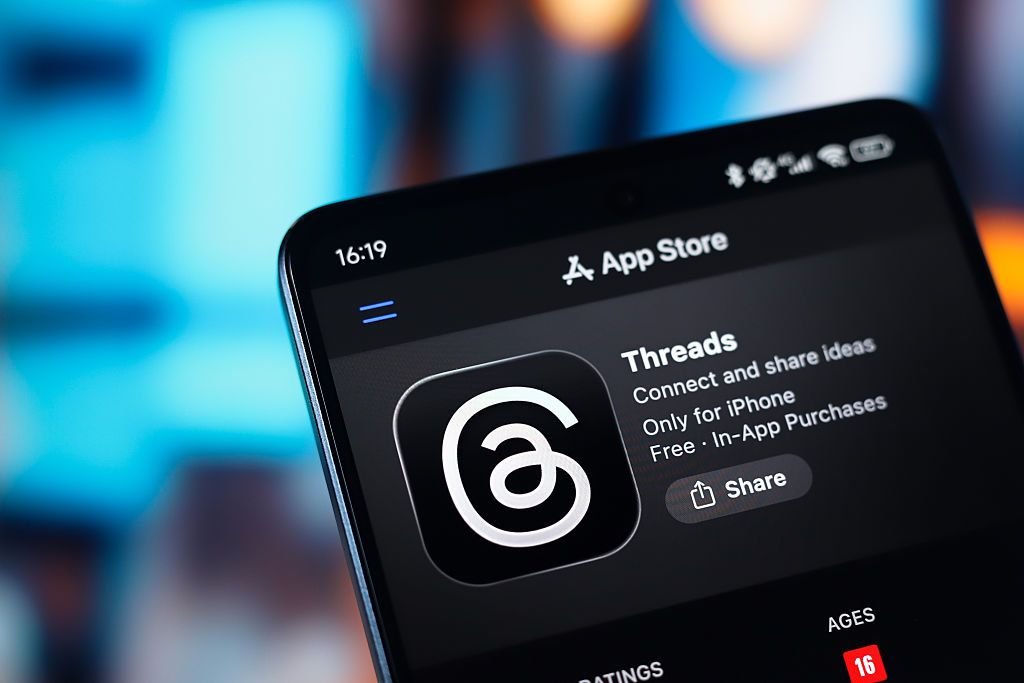 16:19
App Store
Threads
Connect and share ideas
Only for iPhone
Free · In-App Purchases
Share
AGES
RATINGS
16